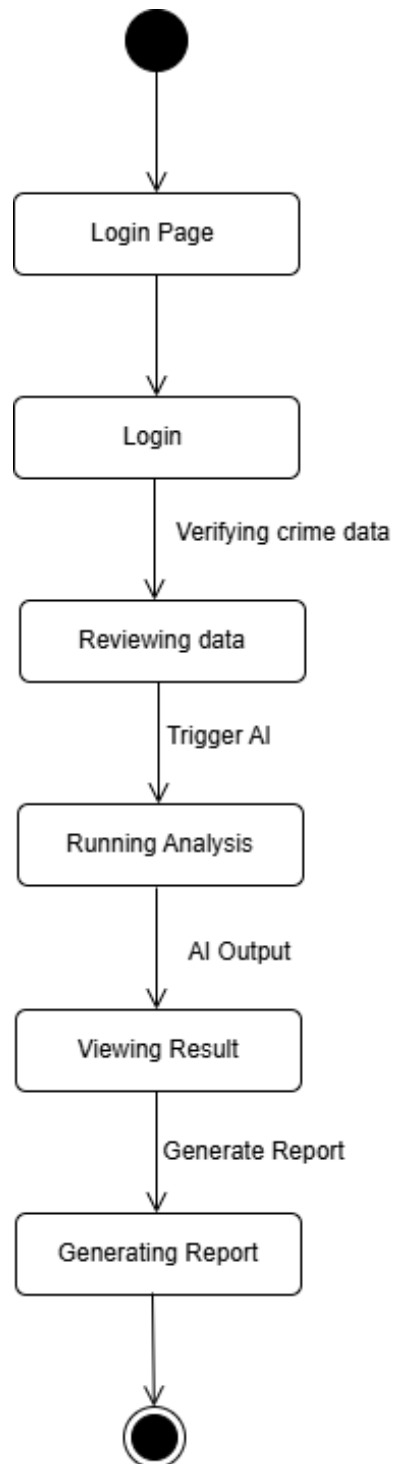 Login Page
Login
Verifying crime data
Reviewing data
Trigger AI
Running Analysis
AI Output
Viewing Result
Generate Report
Generating Report